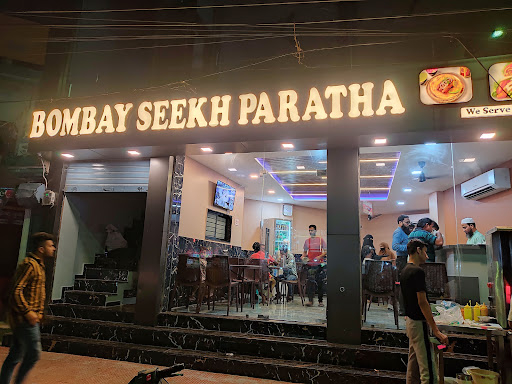 BOMBAY SEEKH PARATHA
We Serve